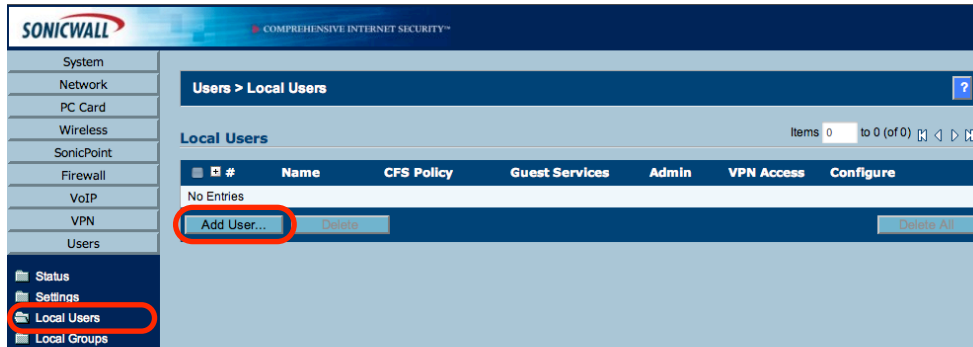 SONICWALL
COMPREHENSIVE INTERNET SECURITY™
System
Network
PC Card
Wireless
SonicPoint
Firewall
VoIP
VPN
Users
Status
Settings
Local Users
Local Groups
Users > Local Users
?
Local Users
Items 0 to 0 (of 0)
# Name CFS Policy Guest Services Admin VPN Access Configure
No Entries
Add User... Delete Delete All